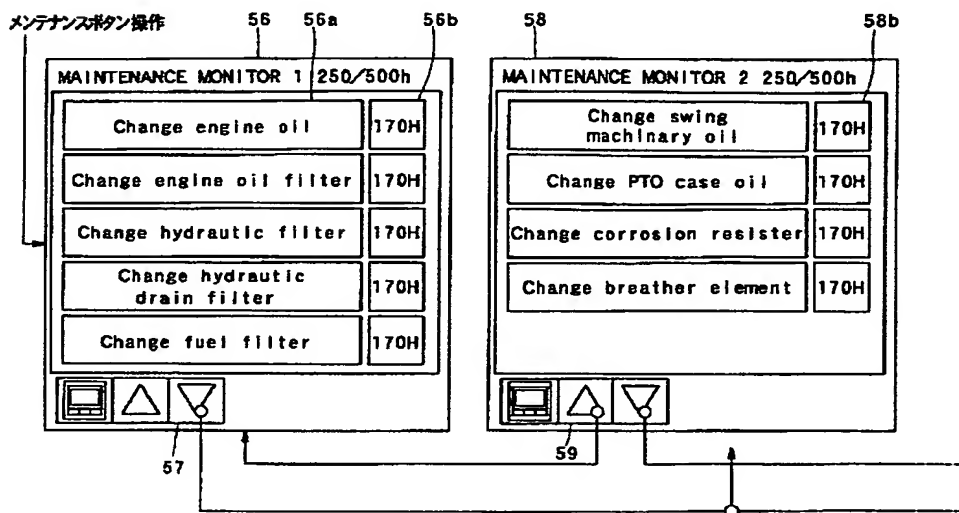 メンテナンスボタン操作
56
56a
56b
58
58b
MAINTENANCE MONITOR 1 250/500h
Change engine oil
170H
Change engine oil filter
170H
Change hydrautic filter
170H
Change hydrautic
drain filter
170H
Change fuel filter
170H
57
MAINTENANCE MONITOR 2 250/500h
Change swing
machinary oil
170H
Change PTO case oil
170H
Change corrosion resister
170H
Change breather element
170H
59